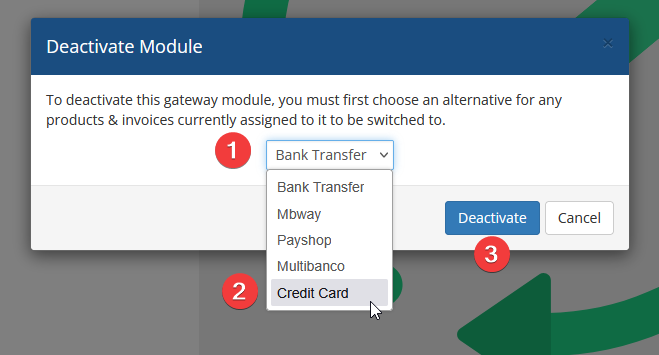 Deactivate Module
×
To deactivate this gateway module, you must first choose an alternative for any
products & invoices currently assigned to it to be switched to.
1
Bank Transfer
Bank Transfer
Mbway
Payshop
Multibanco
2
Credit Card
Deactivate
Cancel
3